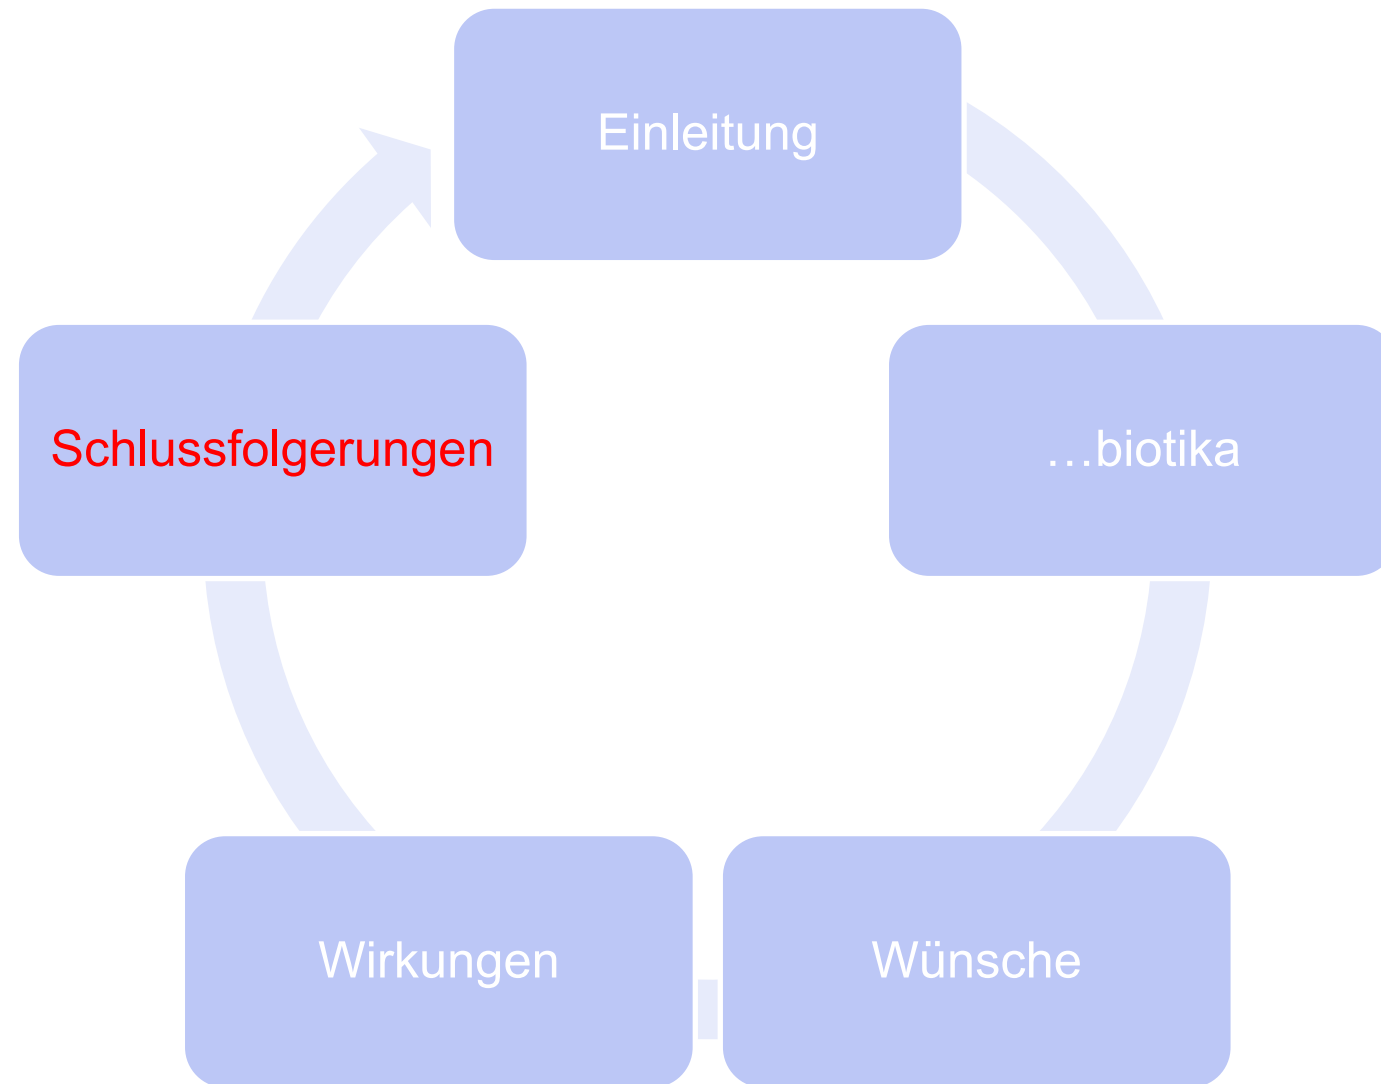 Einleitung
…biotika
Wünsche
Wirkungen
Schlussfolgerungen